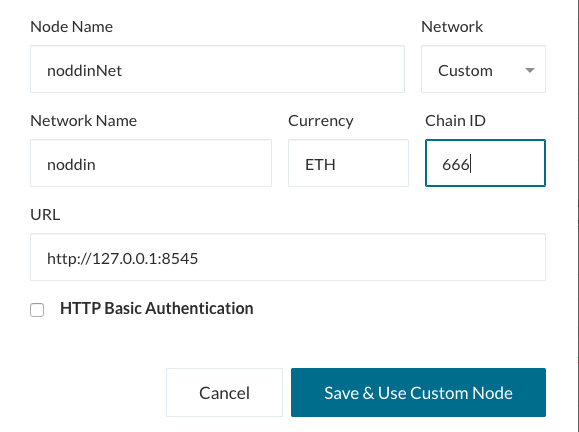 Node Name Network
noddinNet Custom
Network Name Currency Chain ID
noddin ETH 666
URL
http://127.0.0.1:8545
HTTP Basic Authentication
Cancel Save & Use Custom Node